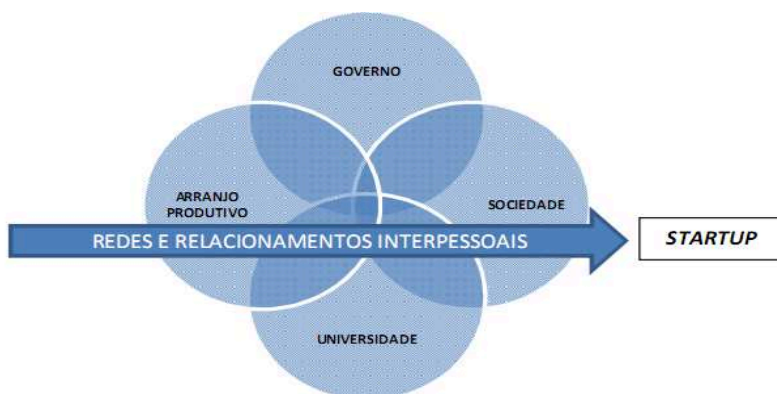 GOVERNO
ARRANJO
PRODUTIVO
SOCIEDADE
REDES E RELACIONAMENTOS INTERPESSOAIS
STARTUP
UNIVERSIDADE